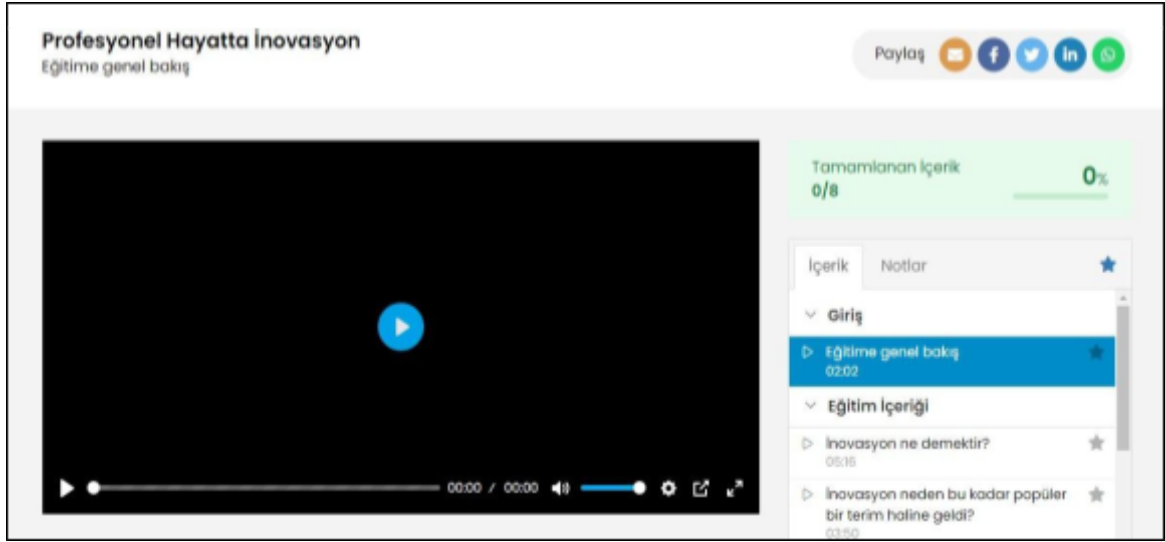 Profesyonel Hayatta İnovasyon
Eğitime genel bakış
Paylaş
00:00 / 00:00
Tamamlanan İçerik
0/8
0%
İçerik Notlar
Giriş
Eğitime genel bakış
02:02
Eğitim İçeriği
İnovasyon ne demektir?
05:16
İnovasyon neden bu kadar popüler
bir terim haline geldi?
03:50